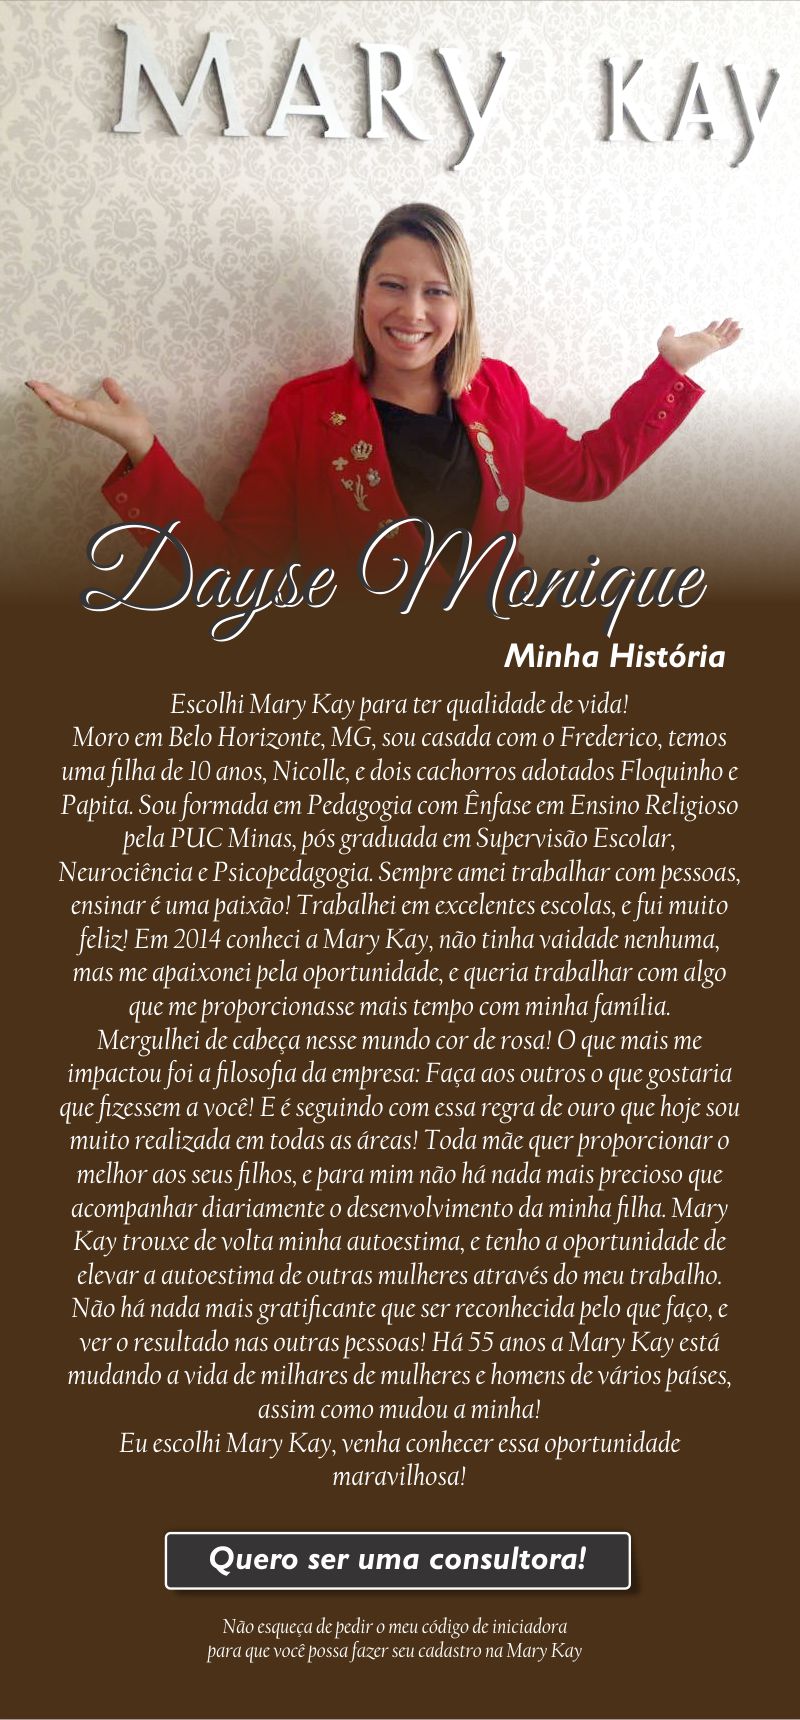 MARY KAY
Dayse Monique
Minha História
Escolhi Mary Kay para ter qualidade de vida!
Moro em Belo Horizonte, MG, sou casada com o Frederico, temos
uma filha de 10 anos, Nicolle, e dois cachorros adotados Floquinho e
Papita. Sou formada em Pedagogia com Ênfase em Ensino Religioso
pela PUC Minas, pós graduada em Supervisão Escolar,
Neurociência e Psicopedagogia. Sempre amei trabalhar com pessoas,
ensinar é uma paixão! Trabalhei em excelentes escolas, e fui muito
feliz! Em 2014 conheci a Mary Kay, não tinha vaidade nenhuma,
mas me apaixonei pela oportunidade, e queria trabalhar com algo
que me proporcionasse mais tempo com minha família.
Mergulhei de cabeça nesse mundo cor de rosa! O que mais me
impactou foi a filosofia da empresa: Faça aos outros o que gostaria
que fizessem a você! E é seguindo com essa regra de ouro que hoje sou
muito realizada em todas as áreas! Toda mãe quer proporcionar o
melhor aos seus filhos, e para mim não há nada mais precioso que
acompanhar diariamente o desenvolvimento da minha filha. Mary
Kay trouxe de volta minha autoestima, e tenho a oportunidade de
elevar a autoestima de outras mulheres através do meu trabalho.
Não há nada mais gratificante que ser reconhecida pelo que faço, e
ver o resultado nas outras pessoas! Há 55 anos a Mary Kay está
mudando a vida de milhares de mulheres e homens de vários países,
assim como mudou a minha!
Eu escolhi Mary Kay, venha conhecer essa oportunidade
maravilhosa!
Quero ser uma consultora!
Não esqueça de pedir o meu código de iniciadora
para que você possa fazer seu cadastro na Mary Kay